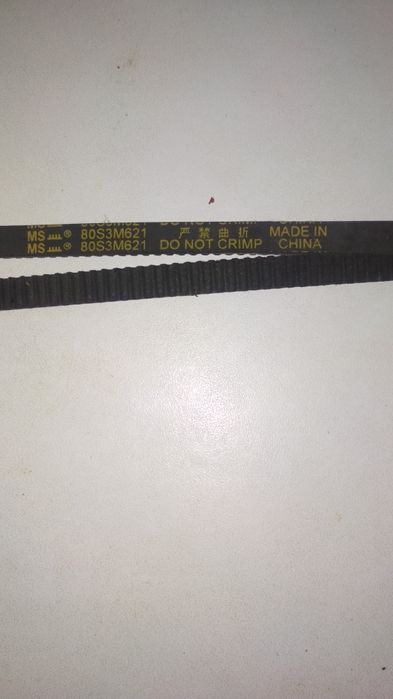 MS ® 80S3M621 严禁曲折 MADE IN
MS ® 80S3M621 DO NOT CRIMP CHINA